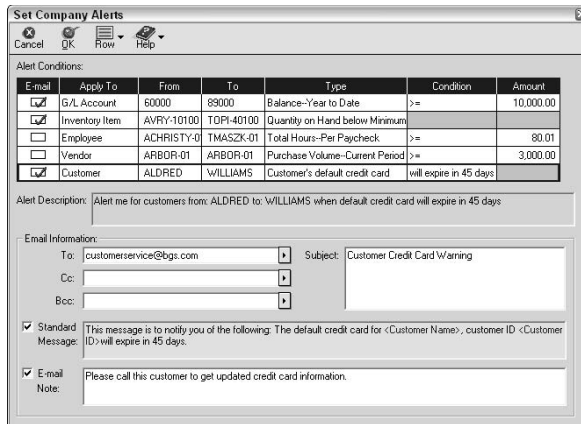 Set Company Alerts
Cancel OK Row Help
Alert Conditions:
E-mail Apply To From To Type Condition Amount
G/L Account 60000 89000 Balance--Year to Date >= 10,000.00
Inventory Item AVRY-10100 TOPI-40100 Quantity on Hand below Minimum
Employee ACHRISTY-0 TMASZK-01 Total Hours--Per Paycheck >= 80.01
Vendor ARBOR-01 ARBOR-01 Purchase Volume--Current Period >= 3,000.00
Customer ALDRED WILLIAMS Customer's default credit card will expire in 45 days
Alert Description: Alert me for customers from: ALDRED to: WILLIAMS when default credit card will expire in 45 days
Email Information:
To: customerservice@bgs.com Subject: Customer Credit Card Warning
Cc:
Bcc:
Standard Message: This message is to notify you of the following: The default credit card for <Customer Name>, customer ID <Customer
ID>will expire in 45 days.
E-mail Note: Please call this customer to get updated credit card information.